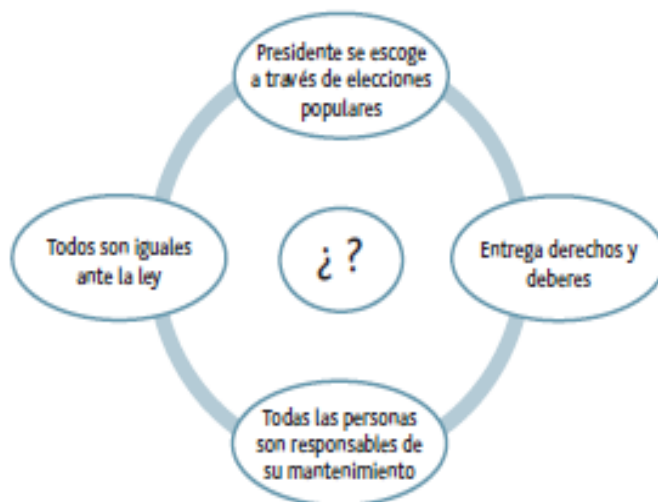 Presidente se escoge
a través de elecciones
populares
Todos son iguales
ante la ley
¿ ?
Entrega derechos y
deberes
Todas las personas
son responsables de
su mantenimiento